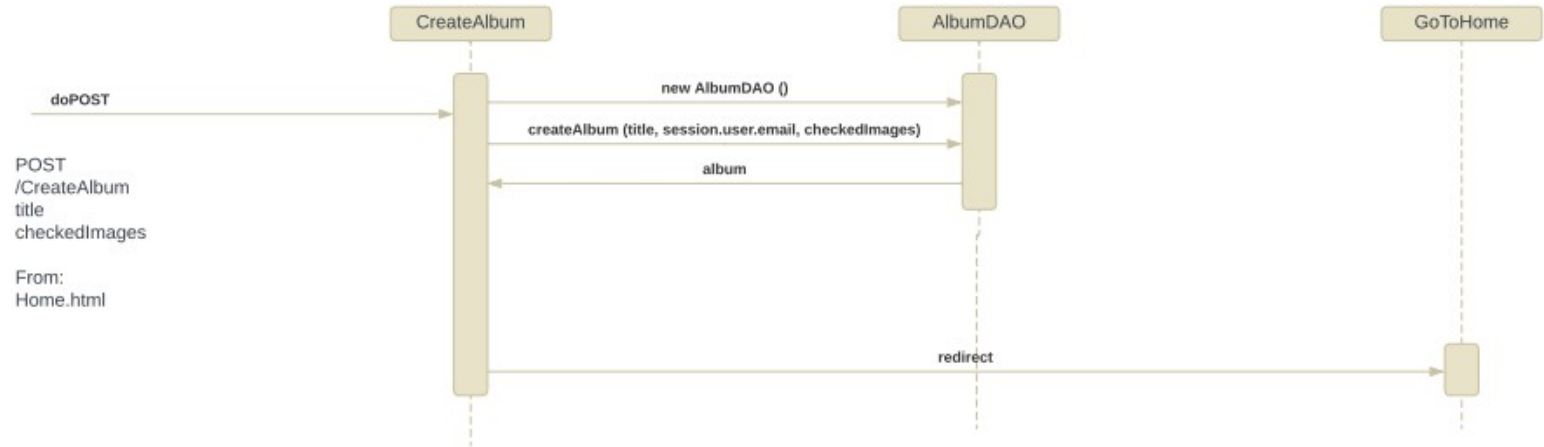 CreateAlbum
AlbumDAO
GoToHome
doPOST
new AlbumDAO ()
createAlbum (title, session.user.email, checkedImages)
album
POST
/CreateAlbum
title
checkedImages
From:
Home.html
redirect